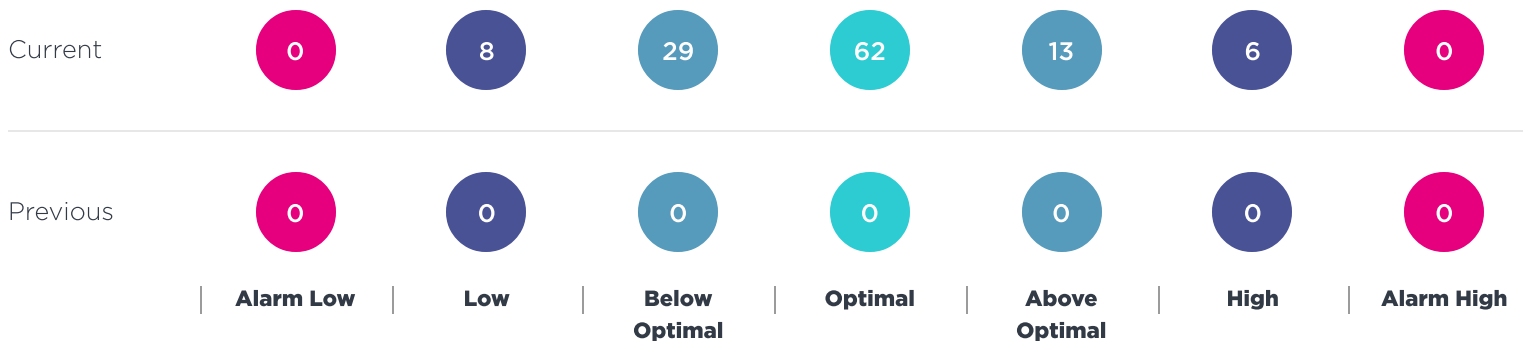 Current 0 8 29 62 13 6 0
Previous 0 0 0 0 0 0 0
Alarm Low Low Below Optimal Above High Alarm High
Optimal Optimal